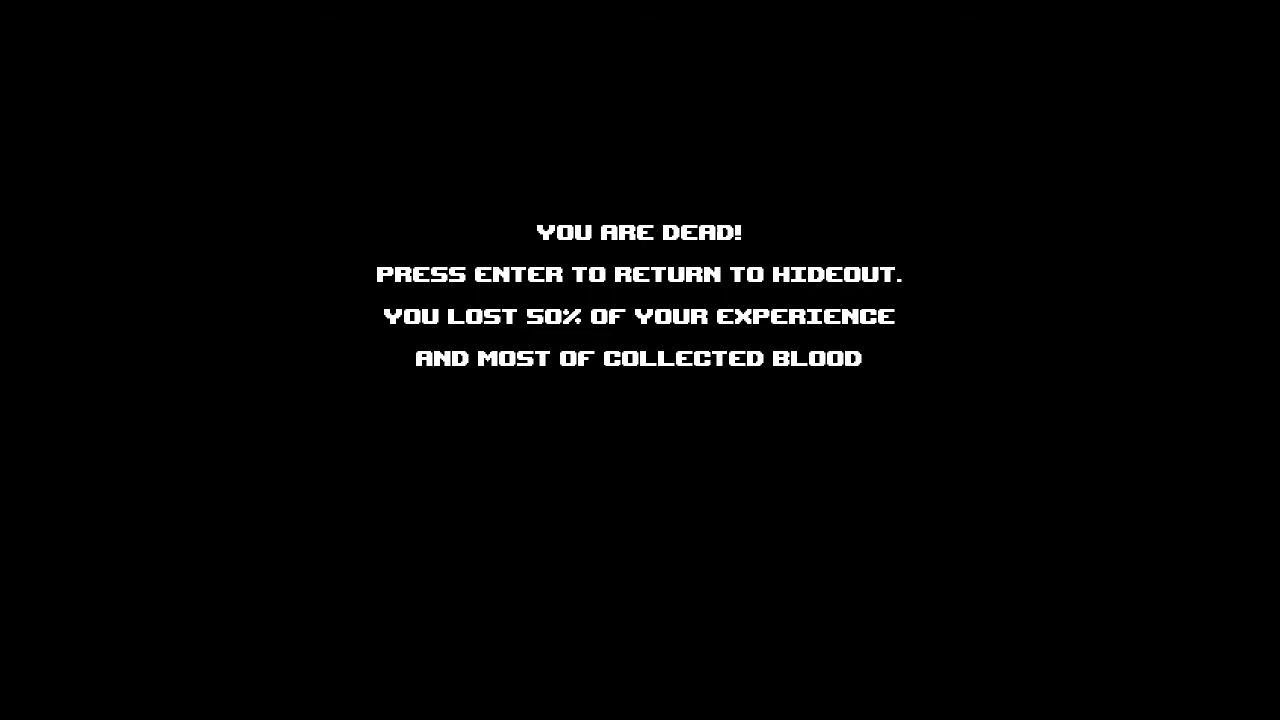 YOU ARE DEAD!
PRESS ENTER TO RETURN TO HIDEOUT.
YOU LOST 50% OF YOUR EXPERIENCE
AND MOST OF COLLECTED BLOOD